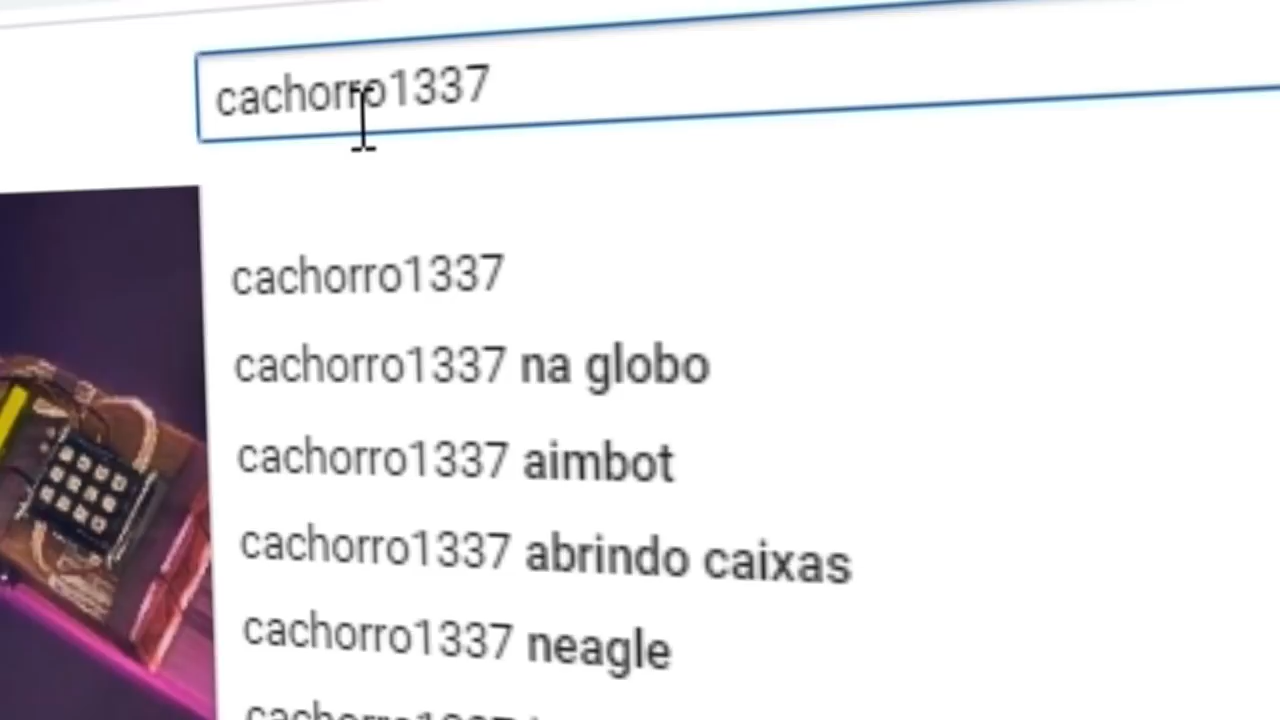 cachorro1337
cachorro1337
cachorro1337 na globo
cachorro1337 aimbot
cachorro1337 abrindo caixas
cachorro1337 neagle